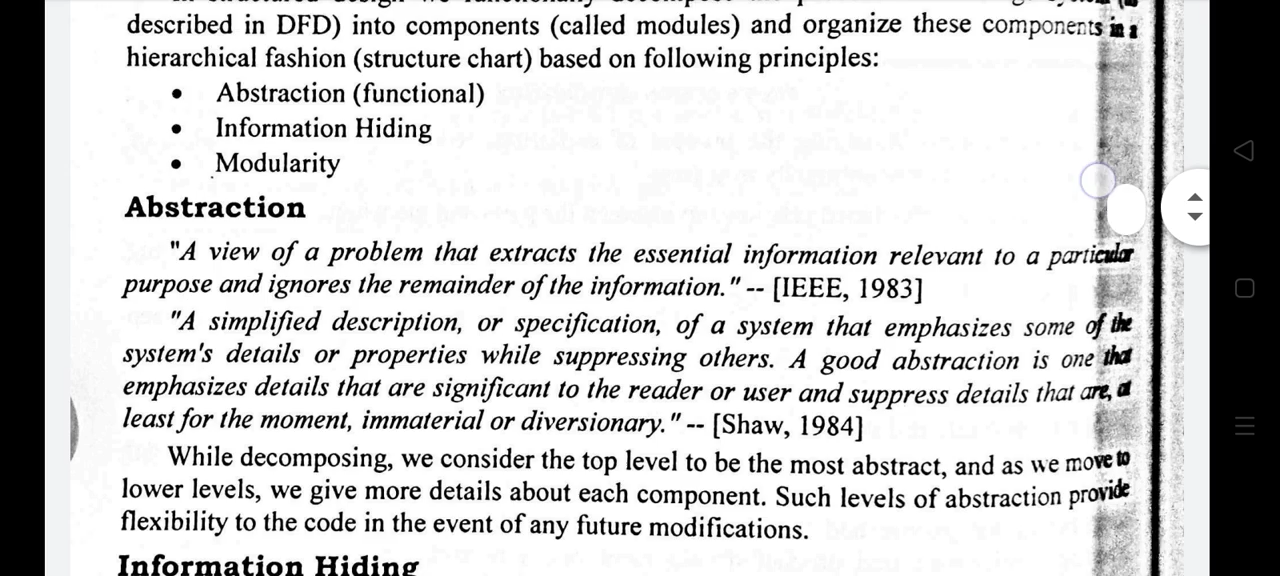 described in DFD) into components (called modules) and organize these components in a
hierarchical fashion (structure chart) based on following principles:
• Abstraction (functional)
• Information Hiding
• Modularity
Abstraction
"A view of a problem that extracts the essential information relevant to a particular
purpose and ignores the remainder of the information." -- [IEEE, 1983]
"A simplified description, or specification, of a system that emphasizes some of the
system's details or properties while suppressing others. A good abstraction is one that
emphasizes details that are significant to the reader or user and suppress details that are, at
least for the moment, immaterial or diversionary." -- [Shaw, 1984]
While decomposing, we consider the top level to be the most abstract, and as we move to
lower levels, we give more details about each component. Such levels of abstraction provide
flexibility to the code in the event of any future modifications.
Information Hiding